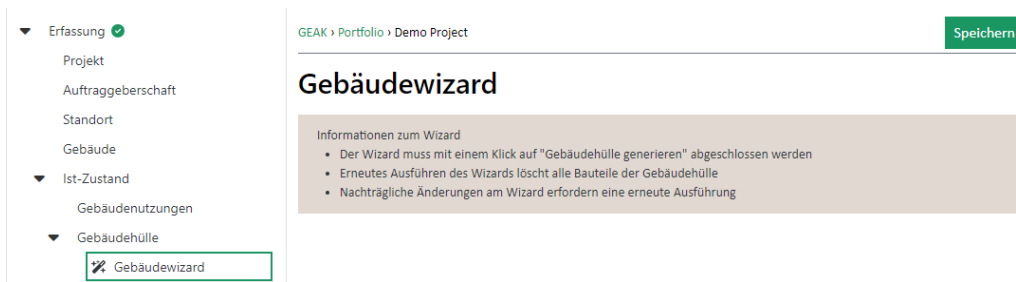 Erfassung
Projekt
Auftraggeberschaft
Standort
Gebäude
Ist-Zustand
Gebäudenutzungen
Gebäudehülle
Gebäudewizard
GEAK › Portfolio › Demo Project
Speichern
Gebäudewizard
Informationen zum Wizard
• Der Wizard muss mit einem Klick auf "Gebäudehülle generieren" abgeschlossen werden
• Erneutes Ausführen des Wizards löscht alle Bauteile der Gebäudehülle
• Nachträgliche Änderungen am Wizard erfordern eine erneute Ausführung